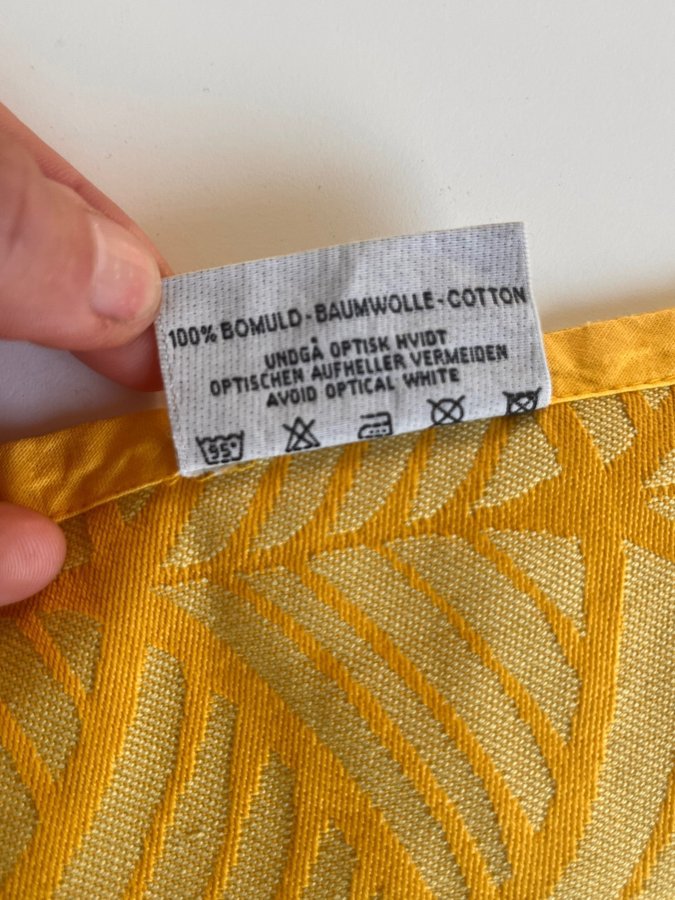 100% BOMULD - BAUMWOLLE - COTTON
UNDGÅ OPTISK HVIDT
OPTISCHEN AUFHELLER VERMEIDEN
AVOID OPTICAL WHITE
95°